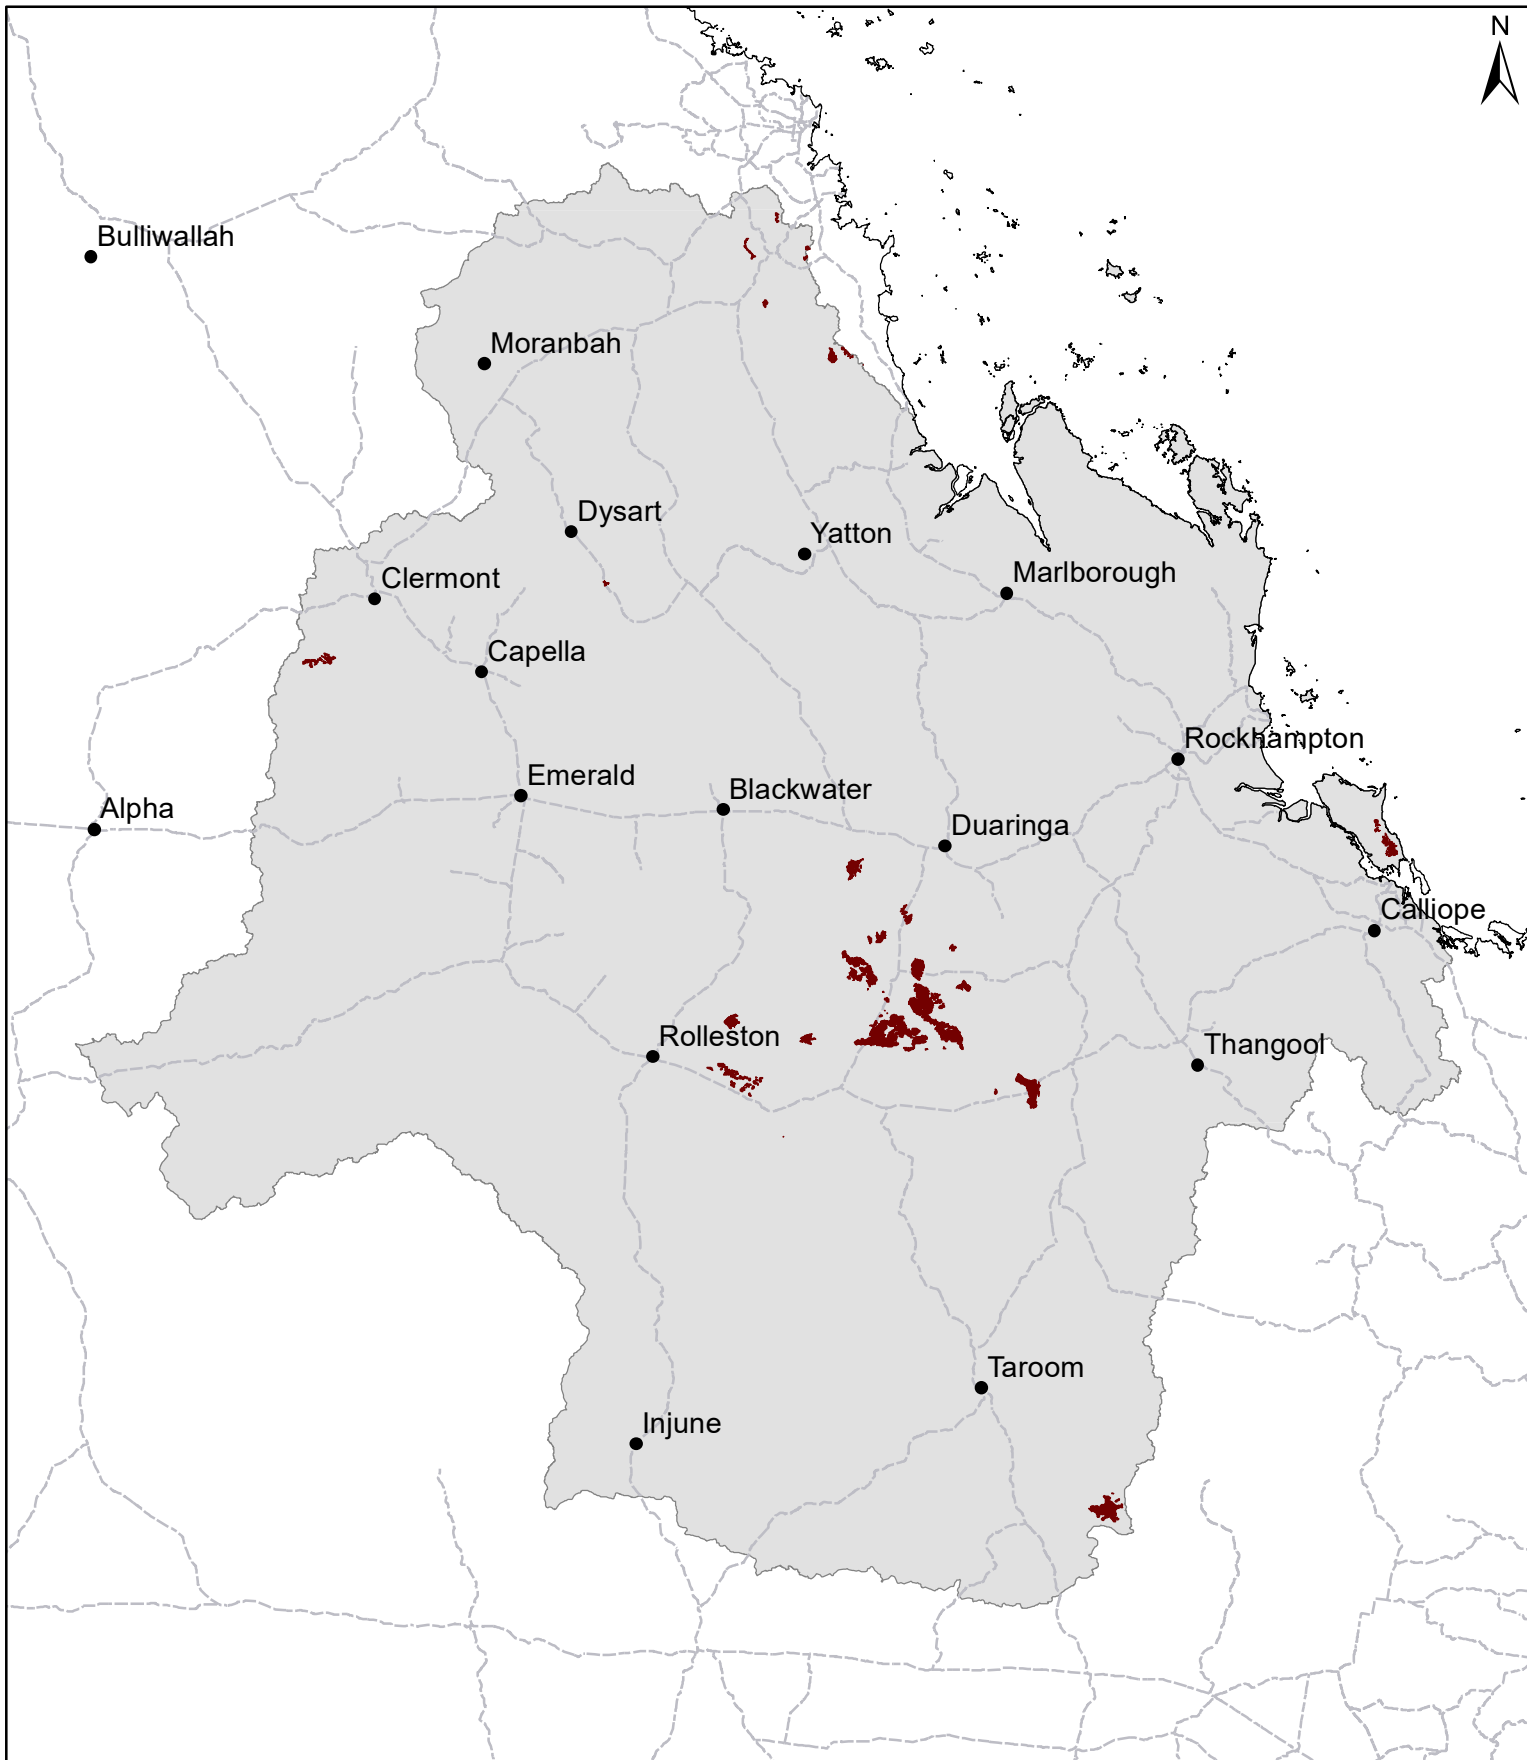 N
Bulliwallah
Moranbah
Dysart
Yatton
Clermont
Marlborough
Capella
Rockhampton
Emerald
Blackwater
Alpha
Duaringa
Calliope
Rolleston
Thangool
Taroom
Injune